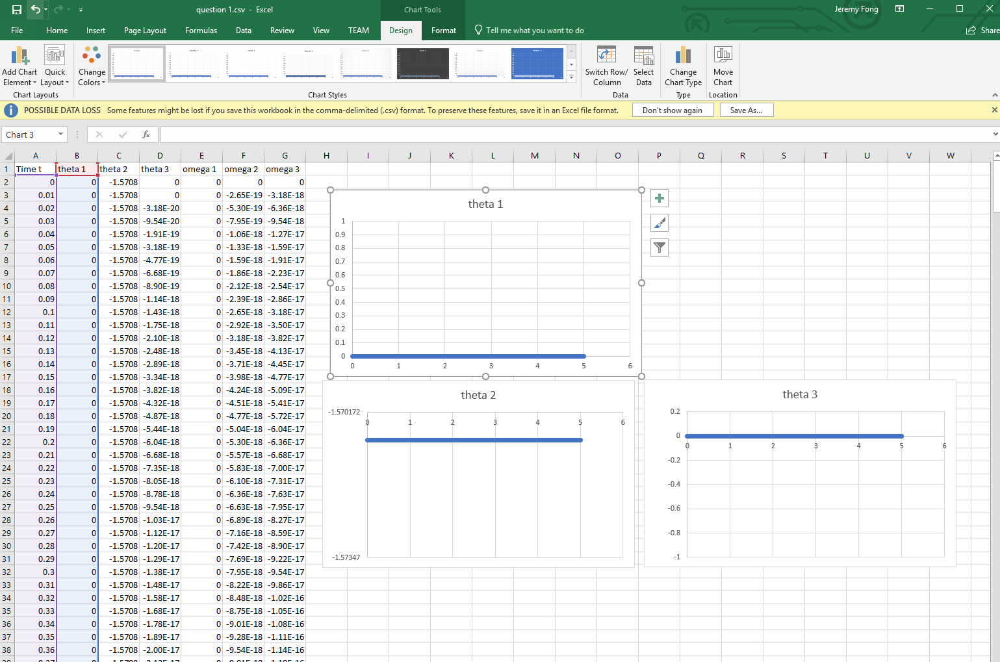 question 1.csv - Excel
Chart Tools
Jeremy Fong
File Home Insert Page Layout Formulas Data Review View TEAM Design Format Tell me what you want to do Share
Add Chart Element
Quick Layout
Change Colors
Switch Row/ Column
Select Data
Change Chart Type
Move Chart
Chart Layouts Chart Styles Data Type Location
POSSIBLE DATA LOSS Some features might be lost if you save this workbook in the comma-delimited (.csv) format. To preserve these features, save it in an Excel file format. Don't show again Save As...
Chart 3 fx
A B C D E F G H I J K L M N O P Q R S T U V W
1 Time t theta 1 theta 2 theta 3 omega 1 omega 2 omega 3
2 0 0 -1.5708 0 0 0 0
3 0.01 0 -1.5708 0 0 -2.65E-19 -3.18E-18
4 0.02 0 -1.5708 -3.18E-20 0 -5.30E-19 -6.36E-18
5 0.03 0 -1.5708 -9.54E-20 0 -7.95E-19 -9.54E-18
6 0.04 0 -1.5708 -1.91E-19 0 -1.06E-18 -1.27E-17
7 0.05 0 -1.5708 -3.18E-19 0 -1.33E-18 -1.59E-17
8 0.06 0 -1.5708 -4.77E-19 0 -1.59E-18 -1.91E-17
9 0.07 0 -1.5708 -6.68E-19 0 -1.86E-18 -2.23E-17
10 0.08 0 -1.5708 -8.90E-19 0 -2.12E-18 -2.54E-17
11 0.09 0 -1.5708 -1.14E-18 0 -2.39E-18 -2.86E-17
12 0.1 0 -1.5708 -1.43E-18 0 -2.65E-18 -3.18E-17
13 0.11 0 -1.5708 -1.75E-18 0 -2.92E-18 -3.50E-17
14 0.12 0 -1.5708 -2.10E-18 0 -3.18E-18 -3.82E-17
15 0.13 0 -1.5708 -2.48E-18 0 -3.45E-18 -4.13E-17
16 0.14 0 -1.5708 -2.89E-18 0 -3.71E-18 -4.45E-17
17 0.15 0 -1.5708 -3.34E-18 0 -3.98E-18 -4.77E-17
18 0.16 0 -1.5708 -3.82E-18 0 -4.24E-18 -5.09E-17
19 0.17 0 -1.5708 -4.32E-18 0 -4.51E-18 -5.41E-17
20 0.18 0 -1.5708 -4.87E-18 0 -4.77E-18 -5.72E-17
21 0.19 0 -1.5708 -5.44E-18 0 -5.04E-18 -6.04E-17
22 0.2 0 -1.5708 -6.04E-18 0 -5.30E-18 -6.36E-17
23 0.21 0 -1.5708 -6.68E-18 0 -5.57E-18 -6.68E-17
24 0.22 0 -1.5708 -7.35E-18 0 -5.83E-18 -7.00E-17
25 0.23 0 -1.5708 -8.05E-18 0 -6.10E-18 -7.31E-17
26 0.24 0 -1.5708 -8.78E-18 0 -6.36E-18 -7.63E-17
27 0.25 0 -1.5708 -9.54E-18 0 -6.63E-18 -7.95E-17
28 0.26 0 -1.5708 -1.03E-17 0 -6.89E-18 -8.27E-17
29 0.27 0 -1.5708 -1.12E-17 0 -7.16E-18 -8.59E-17
30 0.28 0 -1.5708 -1.20E-17 0 -7.42E-18 -8.90E-17
31 0.29 0 -1.5708 -1.29E-17 0 -7.69E-18 -9.22E-17
32 0.3 0 -1.5708 -1.38E-17 0 -7.95E-18 -9.54E-17
33 0.31 0 -1.5708 -1.48E-17 0 -8.22E-18 -9.86E-17
34 0.32 0 -1.5708 -1.58E-17 0 -8.48E-18 -1.02E-16
35 0.33 0 -1.5708 -1.68E-17 0 -8.75E-18 -1.05E-16
36 0.34 0 -1.5708 -1.78E-17 0 -9.01E-18 -1.08E-16
37 0.35 0 -1.5708 -1.89E-17 0 -9.28E-18 -1.11E-16
38 0.36 0 -1.5708 -2.00E-17 0 -9.54E-18 -1.14E-16
theta 1
1
0.9
0.8
0.7
0.6
0.5
0.4
0.3
0.2
0.1
0
0 1 2 3 4 5 6
theta 2
-1.570172
0 1 2 3 4 5 6
-1.57347
theta 3
0.2
0
0 1 2 3 4 5 6
-0.2
-0.4
-0.6
-0.8
-1